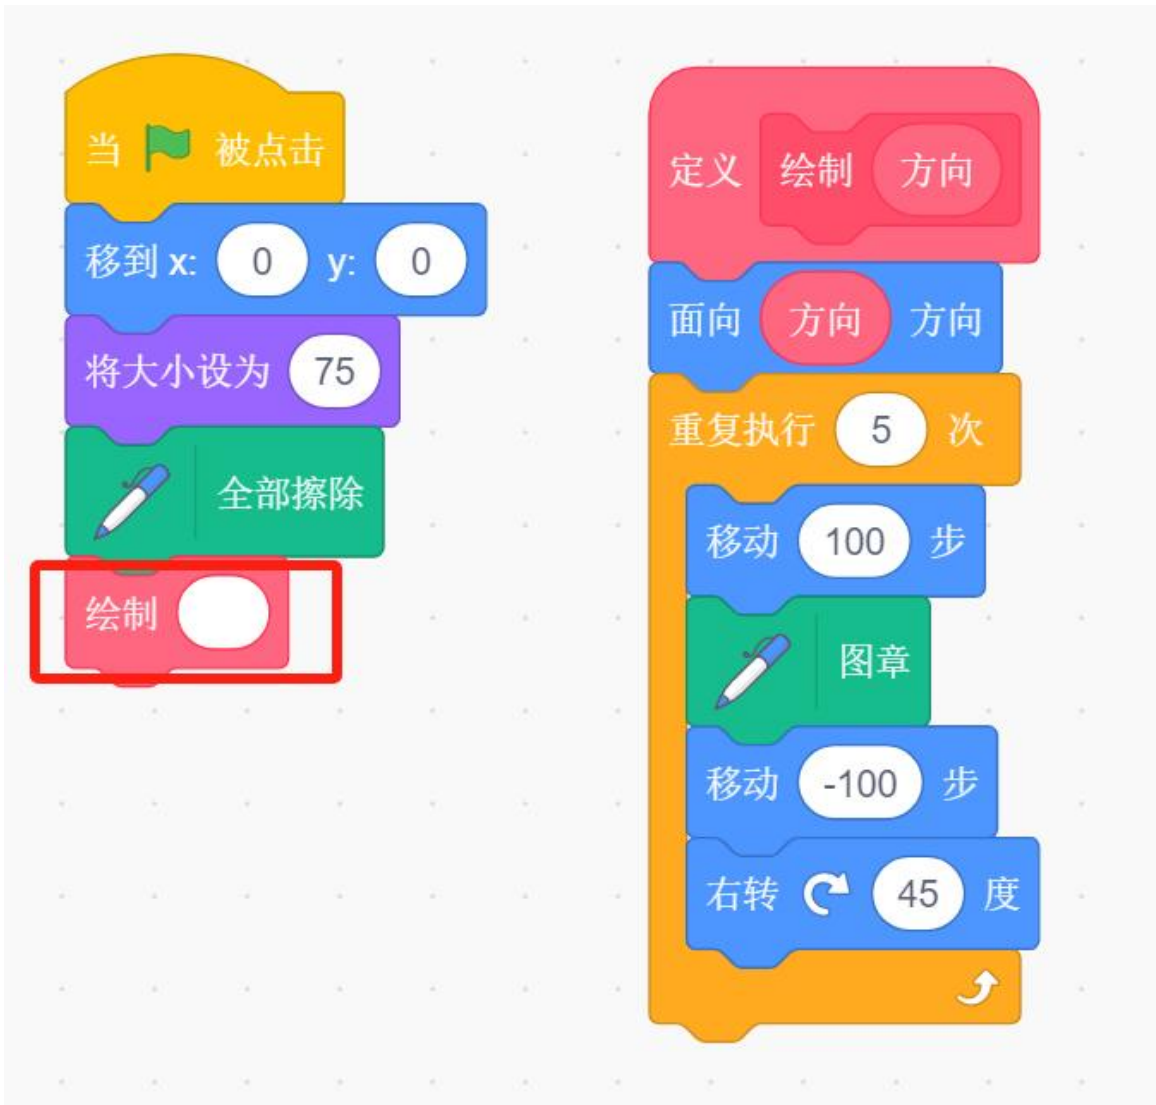 当 被点击
移到 x: 0 y: 0
将大小设为 75
全部擦除
绘制
定义 绘制 方向
面向 方向 方向
重复执行 5 次
移动 100 步
图章
移动 -100 步
右转 45 度